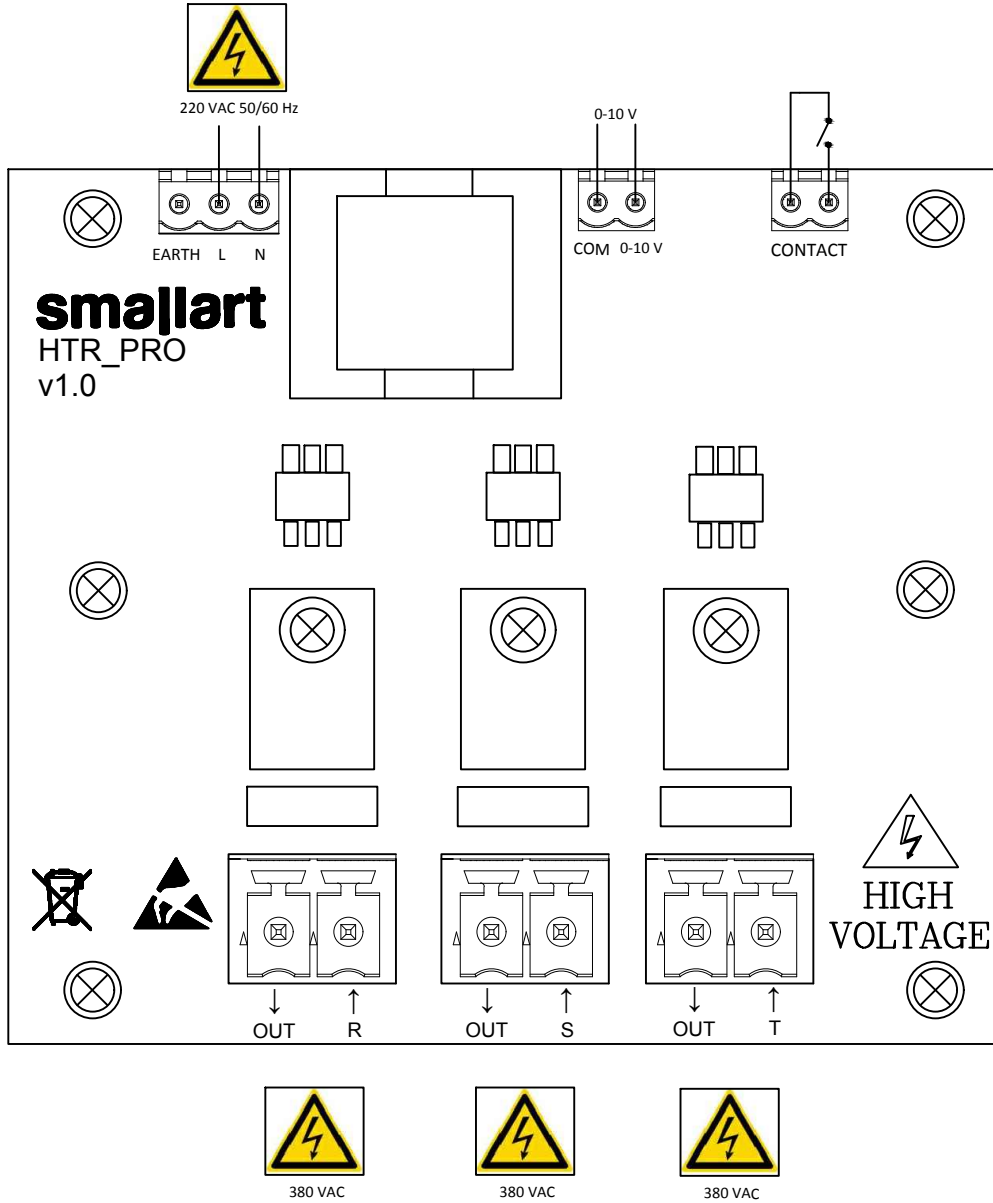 220 VAC 50/60 Hz
0-10 V
EARTH L N
COM 0-10 V
CONTACT
smallart
HTR_PRO
v1.0
HIGH
VOLTAGE
OUT R
OUT S
OUT T
380 VAC
380 VAC
380 VAC